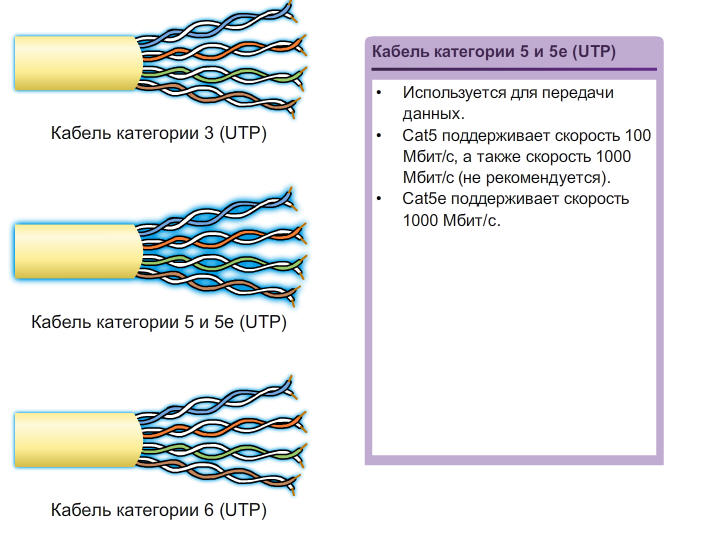 Кабель категории 3 (UTP)
Кабель категории 5 и 5e (UTP)
Кабель категории 6 (UTP)
Кабель категории 5 и 5e (UTP)
• Используется для передачи
данных.
• Cat5 поддерживает скорость 100
Мбит/с, а также скорость 1000
Мбит/с (не рекомендуется).
• Cat5e поддерживает скорость
1000 Мбит/с.